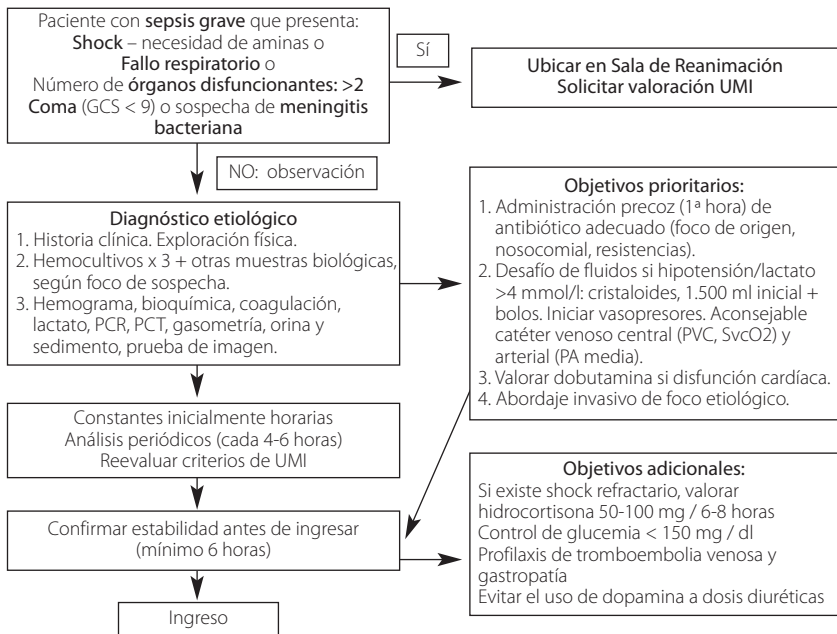 Paciente con sepsis grave que presenta:
Shock – necesidad de aminas o
Fallo respiratorio o
Número de órganos disfuncionantes: >2
Coma (GCS < 9) o sospecha de meningitis
bacteriana
Sí
Ubicar en Sala de Reanimación
Solicitar valoración UMI
NO: observación
Diagnóstico etiológico
1. Historia clínica. Exploración física.
2. Hemocultivos x 3 + otras muestras biológicas,
según foco de sospecha.
3. Hemograma, bioquímica, coagulación,
lactato, PCR, PCT, gasometría, orina y
sedimento, prueba de imagen.
Objetivos prioritarios:
1. Administración precoz (1ª hora) de
antibiótico adecuado (foco de origen,
nosocomial, resistencias).
2. Desafío de fluidos si hipotensión/lactato
>4 mmol/l: cristaloides, 1.500 ml inicial +
bolos. Iniciar vasopresores. Aconsejable
catéter venoso central (PVC, SvcO2) y
arterial (PA media).
3. Valorar dobutamina si disfunción cardíaca.
4. Abordaje invasivo de foco etiológico.
Constantes inicialmente horarias
Análisis periódicos (cada 4-6 horas)
Reevaluar criterios de UMI
Confirmar estabilidad antes de ingresar
(mínimo 6 horas)
Objetivos adicionales:
Si existe shock refractario, valorar
hidrocortisona 50-100 mg / 6-8 horas
Control de glucemia < 150 mg / dl
Profilaxis de tromboembolia venosa y
gastropatía
Evitar el uso de dopamina a dosis diuréticas
Ingreso